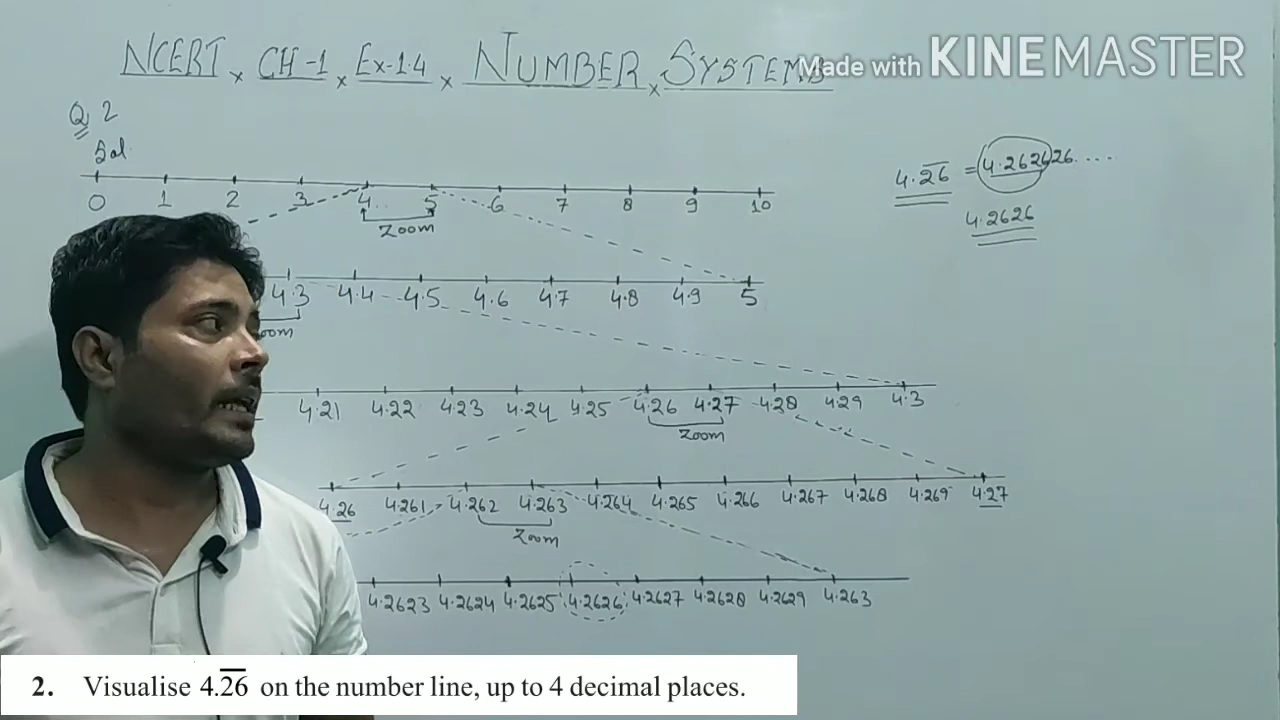 NCERT × CH-1 × Ex-1.4 × NUMBER × SYSTEMS
Made with KINEMASTER
Q. 2
Sol.
4.2̅6̅ = 4.262626....
4.2626
0 1 2 3 4 5 6 7 8 9 10
Zoom
4.3 4.4 4.5 4.6 4.7 4.8 4.9 5
oom
4.21 4.22 4.23 4.24 4.25 4.26 4.27 4.28 4.29 4.3
Zoom
4.26 4.261 4.262 4.263 4.264 4.265 4.266 4.267 4.268 4.269 4.27
Zoom
4.2623 4.2624 4.2625 4.2626 4.2627 4.2628 4.2629 4.263
2. Visualise 4.2̅6̅ on the number line, up to 4 decimal places.